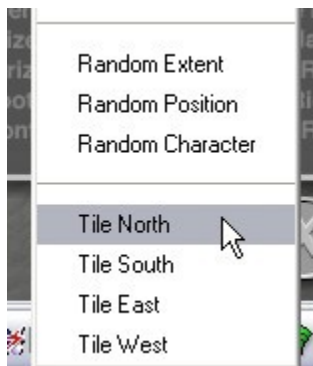 Random Extent
Random Position
Random Character
Tile North
Tile South
Tile East
Tile West